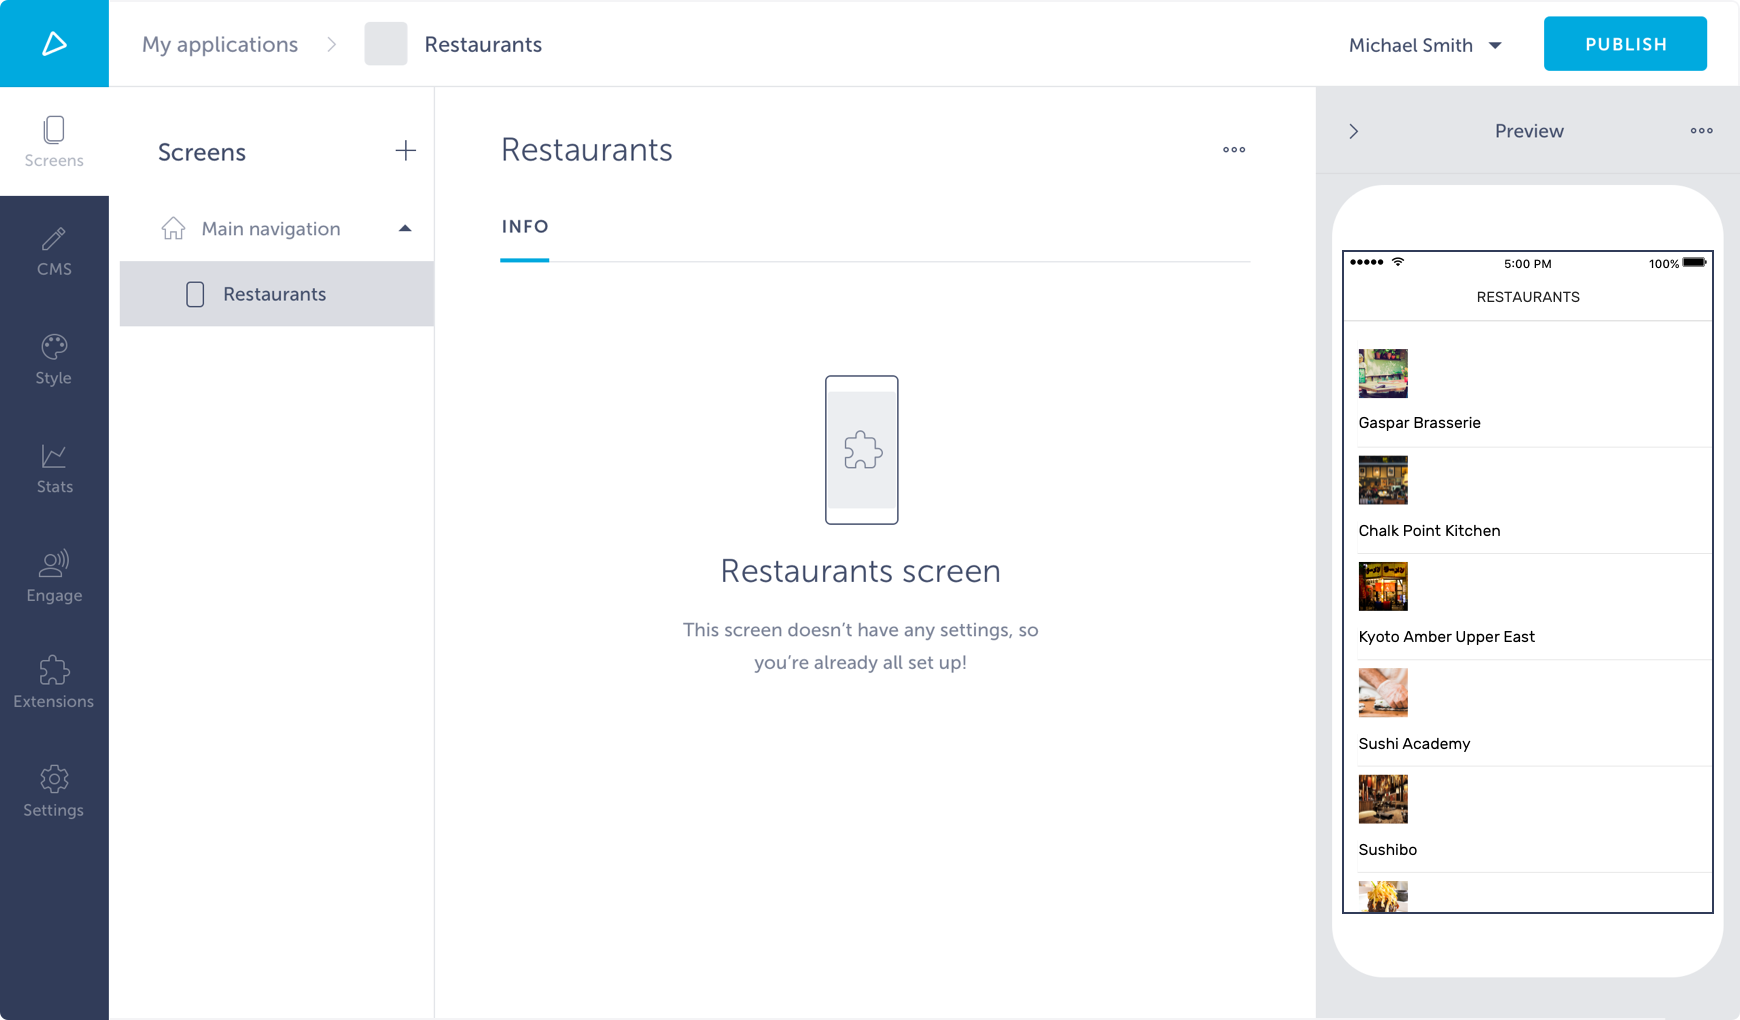 My applications
Restaurants
Michael Smith
PUBLISH
Screens
CMS
Style
Stats
Engage
Extensions
Settings
Screens
Main navigation
Restaurants
Restaurants
INFO
Restaurants screen
This screen doesn’t have any settings, so
you’re already all set up!
Preview
5:00 PM
100%
RESTAURANTS
Gaspar Brasserie
Chalk Point Kitchen
Kyoto Amber Upper East
Sushi Academy
Sushibo